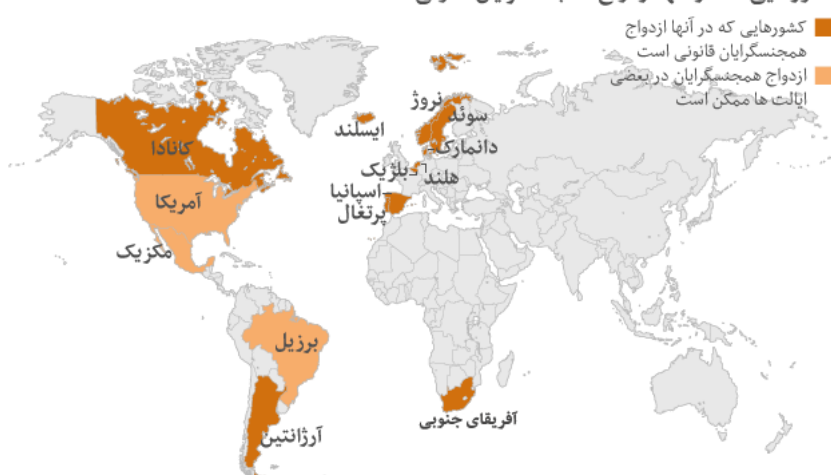 کشورهایی که در آنها ازدواج
همجنسگرایان قانونی است
ازدواج همجنسگرایان در بعضی
ایالت ها ممکن است
نروژ
سوئد
ایسلند
دانمارک
کانادا
بلژیک
هلند
اسپانیا
آمریکا
پرتغال
مکزیک
برزیل
آفریقای جنوبی
آرژانتین